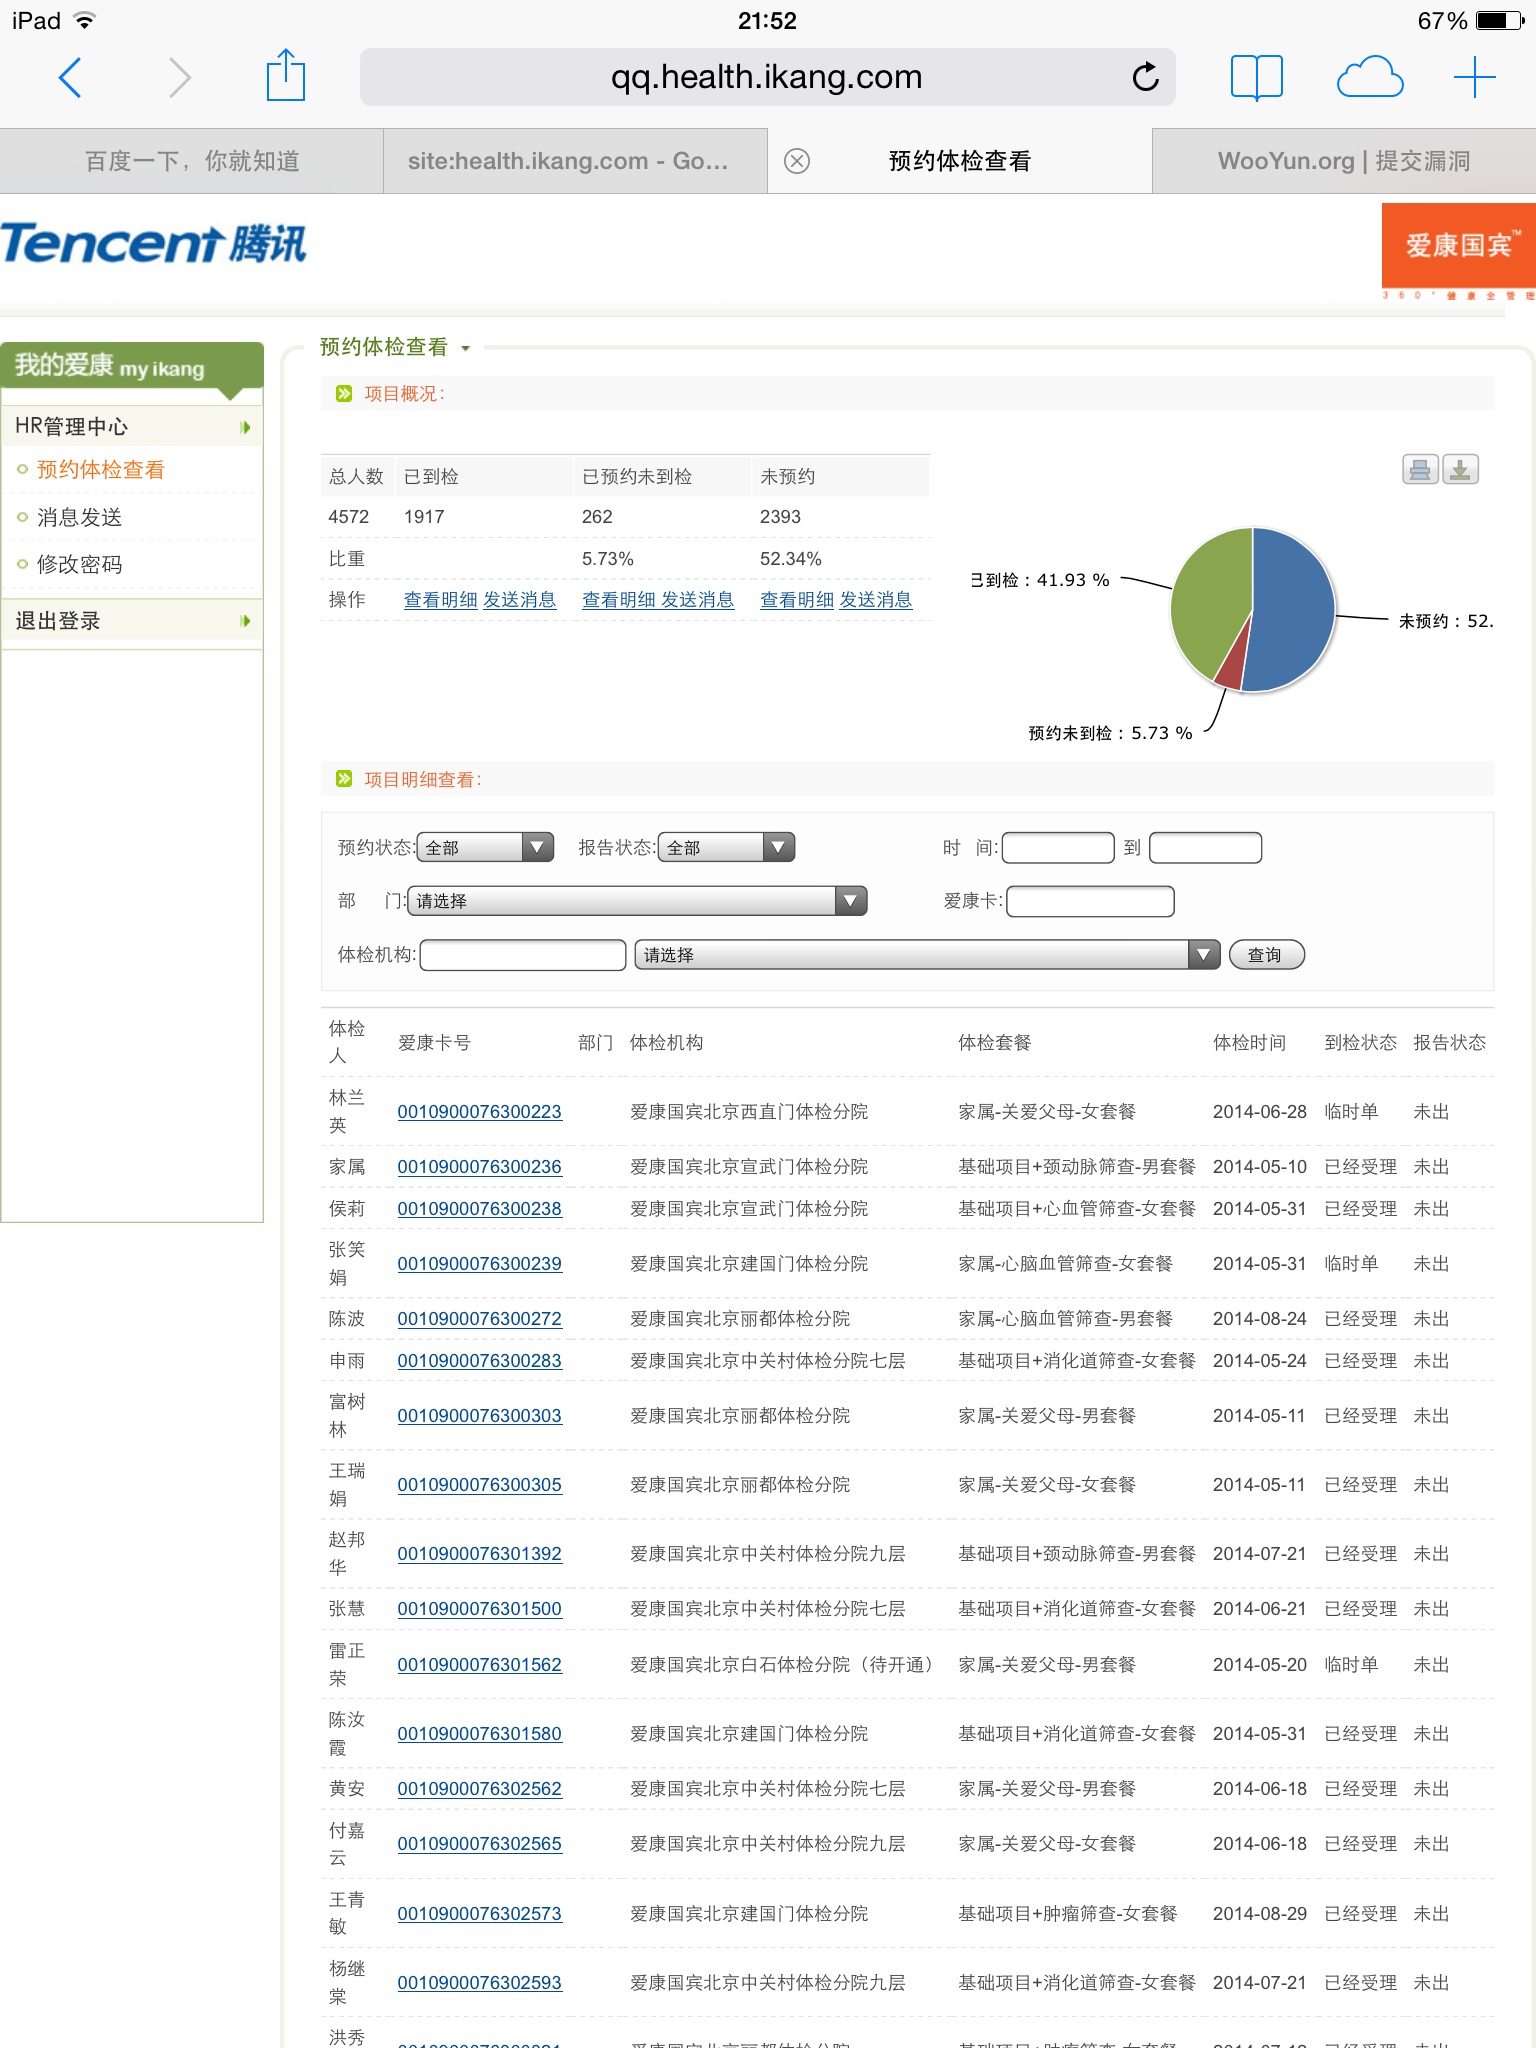 iPad 21:52 67%
qq.health.ikang.com
百度一下，你就知道 site:health.ikang.com - Go... 预约体检查看 WooYun.org | 提交漏洞
Tencent 腾讯 爱康国宾™
360°健康全管理
我的爱康 my ikang
HR管理中心
预约体检查看
消息发送
修改密码
退出登录
预约体检查看
项目概况:
总人数 已到检 已预约未到检 未预约
4572 1917 262 2393
比重 5.73% 52.34%
操作 查看明细 发送消息 查看明细 发送消息 查看明细 发送消息
已到检 : 41.93 %
未预约 : 52.
预约未到检 : 5.73 %
项目明细查看:
预约状态: 全部 报告状态: 全部 时 间: 到
部 门: 请选择 爱康卡:
体检机构: 请选择 查询
体检人 爱康卡号 部门 体检机构 体检套餐 体检时间 到检状态 报告状态
林兰英 0010900076300223 爱康国宾北京西直门体检分院 家属-关爱父母-女套餐 2014-06-28 临时单 未出
家属 0010900076300236 爱康国宾北京宣武门体检分院 基础项目+颈动脉筛查-男套餐 2014-05-10 已经受理 未出
侯莉 0010900076300238 爱康国宾北京宣武门体检分院 基础项目+心血管筛查-女套餐 2014-05-31 已经受理 未出
张笑娟 0010900076300239 爱康国宾北京建国门体检分院 家属-心脑血管筛查-女套餐 2014-05-31 临时单 未出
陈波 0010900076300272 爱康国宾北京丽都体检分院 家属-心脑血管筛查-男套餐 2014-08-24 已经受理 未出
申雨 0010900076300283 爱康国宾北京中关村体检分院七层 基础项目+消化道筛查-女套餐 2014-05-24 已经受理 未出
富树林 0010900076300303 爱康国宾北京丽都体检分院 家属-关爱父母-男套餐 2014-05-11 已经受理 未出
王瑞娟 0010900076300305 爱康国宾北京丽都体检分院 家属-关爱父母-女套餐 2014-05-11 已经受理 未出
赵邦华 0010900076301392 爱康国宾北京中关村体检分院九层 基础项目+颈动脉筛查-男套餐 2014-07-21 已经受理 未出
张慧 0010900076301500 爱康国宾北京中关村体检分院七层 基础项目+消化道筛查-女套餐 2014-06-21 已经受理 未出
雷正荣 0010900076301562 爱康国宾北京白石体检分院（待开通） 家属-关爱父母-男套餐 2014-05-20 临时单 未出
陈汝霞 0010900076301580 爱康国宾北京建国门体检分院 基础项目+消化道筛查-女套餐 2014-05-31 已经受理 未出
黄安 0010900076302562 爱康国宾北京中关村体检分院七层 家属-关爱父母-男套餐 2014-06-18 已经受理 未出
付嘉云 0010900076302565 爱康国宾北京中关村体检分院九层 家属-关爱父母-女套餐 2014-06-18 已经受理 未出
王青敏 0010900076302573 爱康国宾北京建国门体检分院 基础项目+肿瘤筛查-女套餐 2014-08-29 已经受理 未出
杨继棠 0010900076302593 爱康国宾北京中关村体检分院九层 基础项目+消化道筛查-女套餐 2014-07-21 已经受理 未出
洪秀